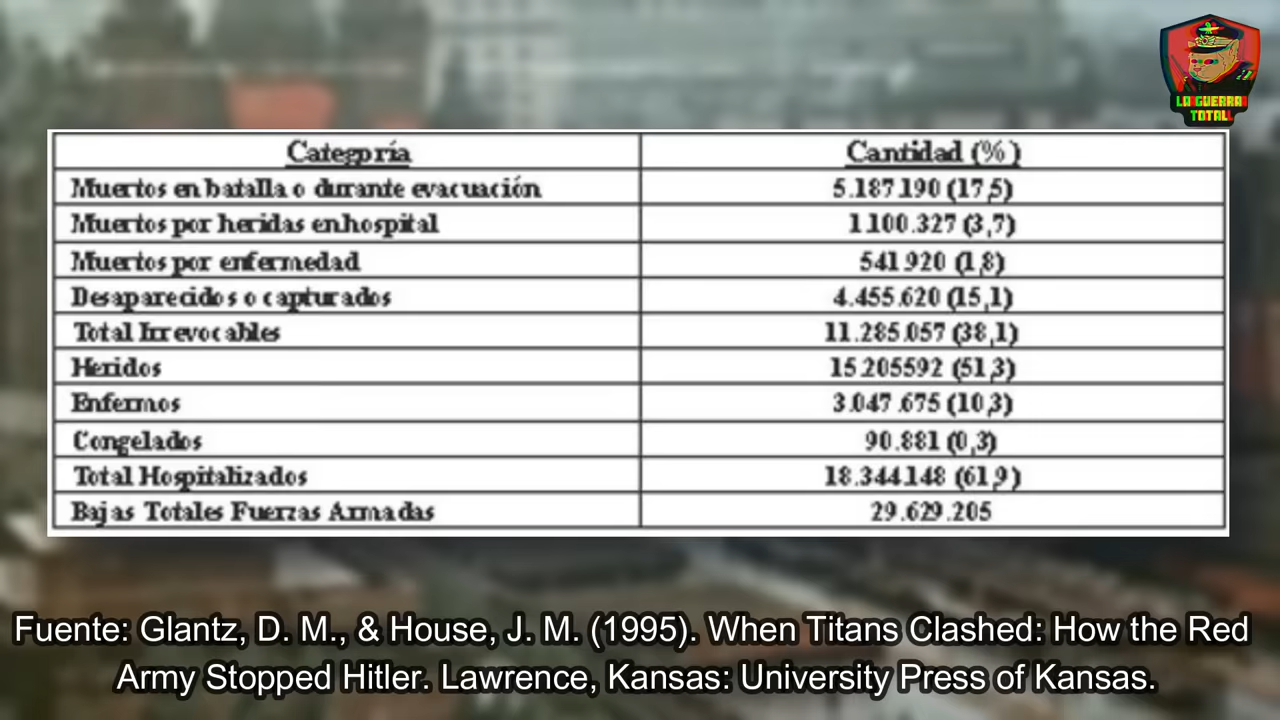 LA GUERRA
TOTAL
Categoría Cantidad (%)
Muertos en batalla o durante evacuación 5.187.190 (17,5)
Muertos por heridas en hospital 1.100.327 (3,7)
Muertos por enfermedad 541.920 (1,8)
Desaparecidos o capturados 4.455.620 (15,1)
Total Irrevocables 11.285.057 (38,1)
Heridos 15.205592 (51,3)
Enfermos 3.047.675 (10,3)
Congelados 90.881 (0,3)
Total Hospitalizados 18.344.148 (61,9)
Bajas Totales Fuerzas Armadas 29.629.205
Fuente: Glantz, D. M., & House, J. M. (1995). When Titans Clashed: How the Red
Army Stopped Hitler. Lawrence, Kansas: University Press of Kansas.